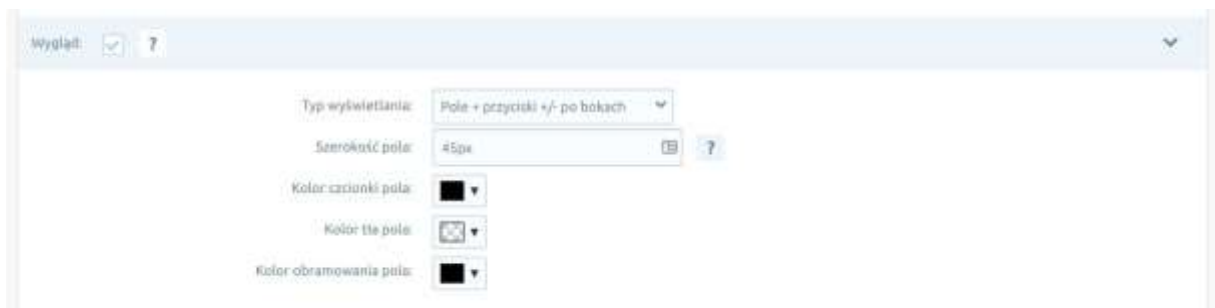 Wygląd: ?
Typ wyświetlania: Pole + przyciski +/- po bokach
Szerokość pola: 45px ?
Kolor czcionki pola:
Kolor tła pola:
Kolor obramowania pola: